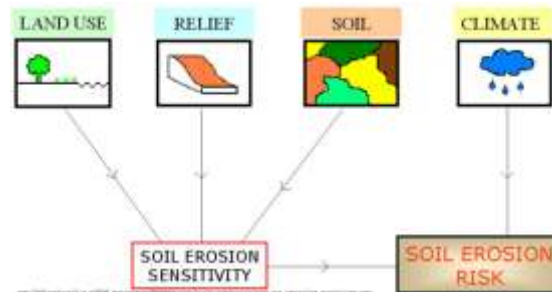 LAND USE
RELIEF
SOIL
CLIMATE
SOIL EROSION
SENSITIVITY
SOIL EROSION
RISK